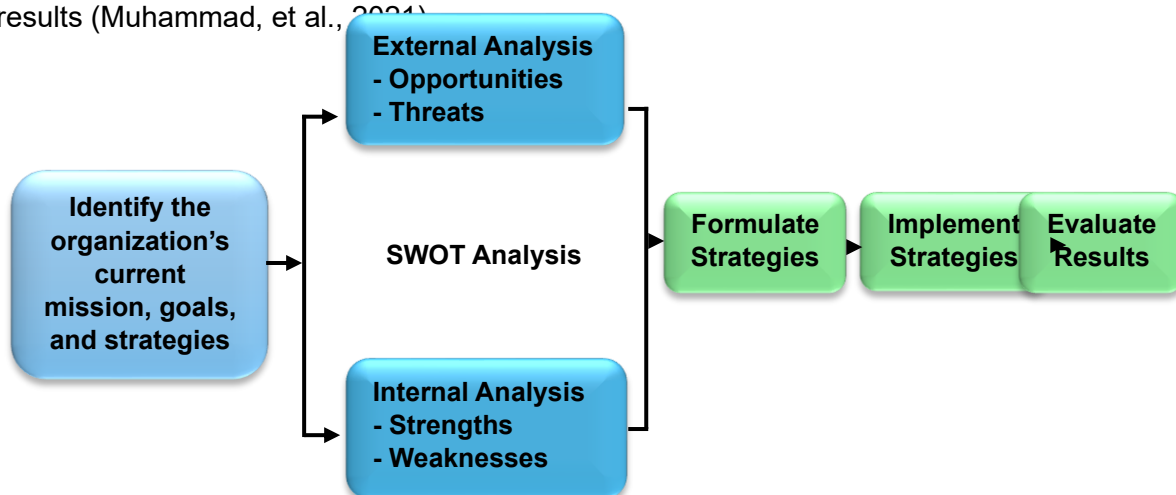 results (Muhammad, et al., 2021)
External Analysis
- Opportunities
- Threats
Identify the
organization’s
current
mission, goals,
and strategies
SWOT Analysis
Formulate
Strategies
Implement
Strategies
Evaluate
Results
Internal Analysis
- Strengths
- Weaknesses